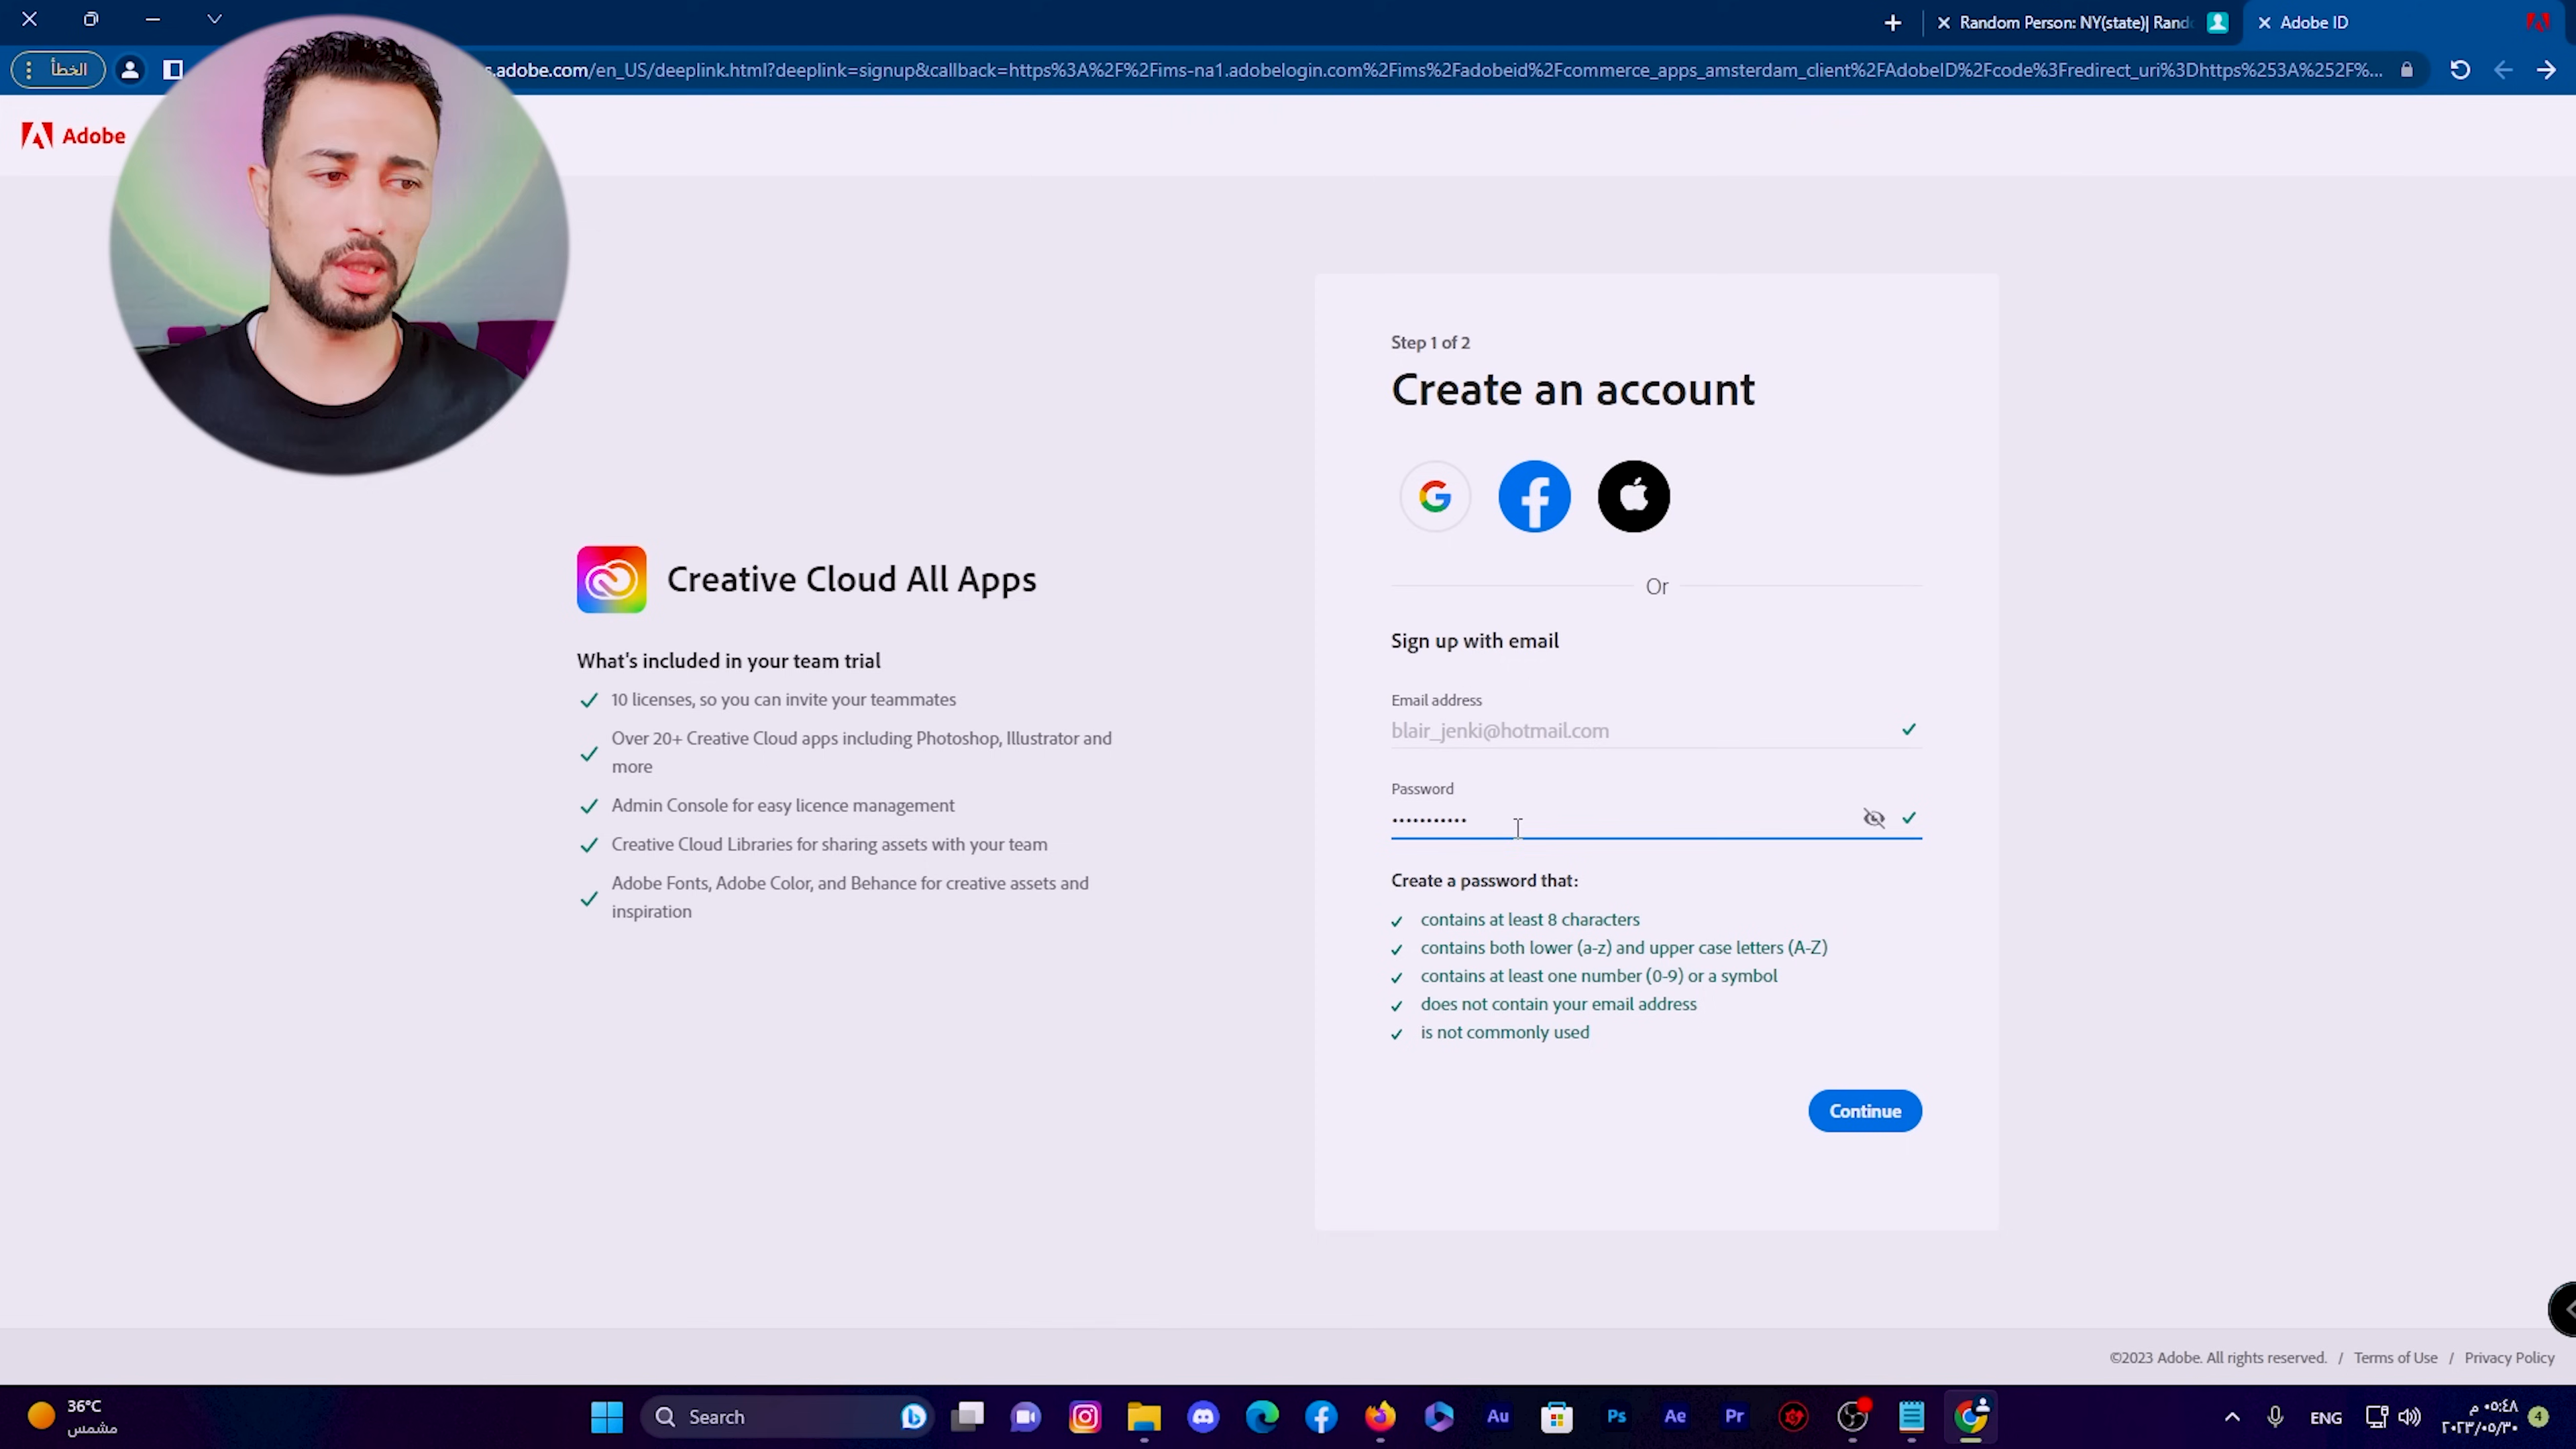 Random Person: NY(state)| Rand
Adobe ID
الخطأ
s.adobe.com/en_US/deeplink.html?deeplink=signup&callback=https%3A%2F%2Fims-na1.adobelogin.com%2Fims%2Fadobeid%2Fcommerce_apps_amsterdam_client%2FAdobeID%2Fcode%3Fredirect_uri%3Dhttps%253A%252F%...
Adobe
Step 1 of 2
Create an account
Or
Sign up with email
Email address
blair_jenki@hotmail.com
Password
•••••••••••
Create a password that:
contains at least 8 characters
contains both lower (a-z) and upper case letters (A-Z)
contains at least one number (0-9) or a symbol
does not contain your email address
is not commonly used
Continue
Creative Cloud All Apps
What's included in your team trial
10 licenses, so you can invite your teammates
Over 20+ Creative Cloud apps including Photoshop, Illustrator and
more
Admin Console for easy licence management
Creative Cloud Libraries for sharing assets with your team
Adobe Fonts, Adobe Color, and Behance for creative assets and
inspiration
©2023 Adobe. All rights reserved. / Terms of Use / Privacy Policy
36°C
مشمس
Search
Au
Ps
Ae
Pr
ENG
٠٥:٤٨ م
٢٠٢٣/٠٥/٣٠
4